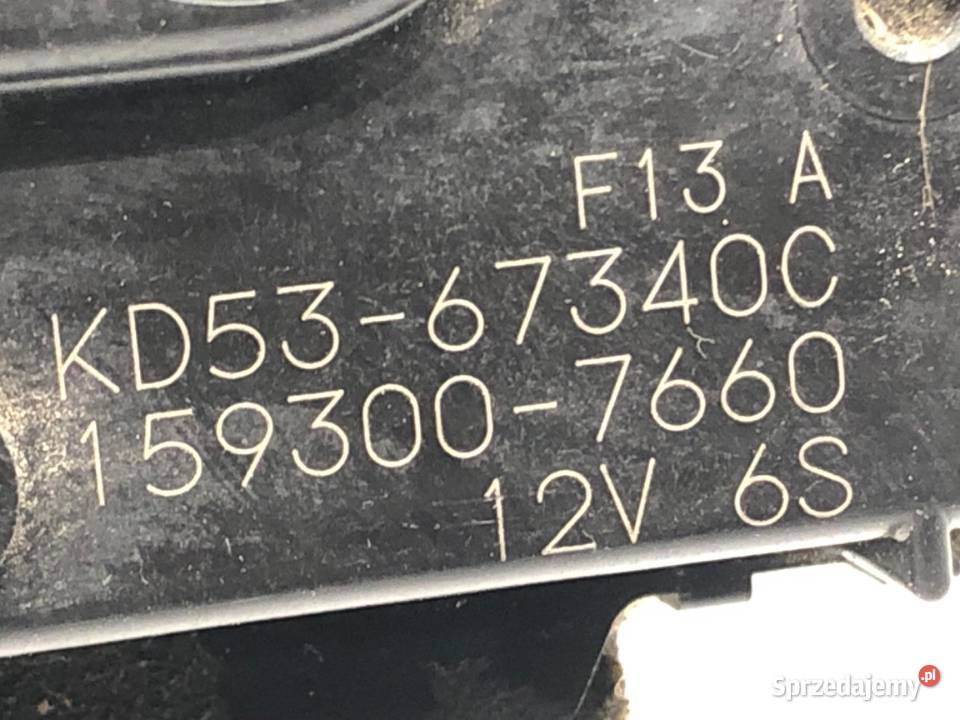 F13 A
KD53-67340C
159300-7660
12V 6S
Sprzedajemy.pl